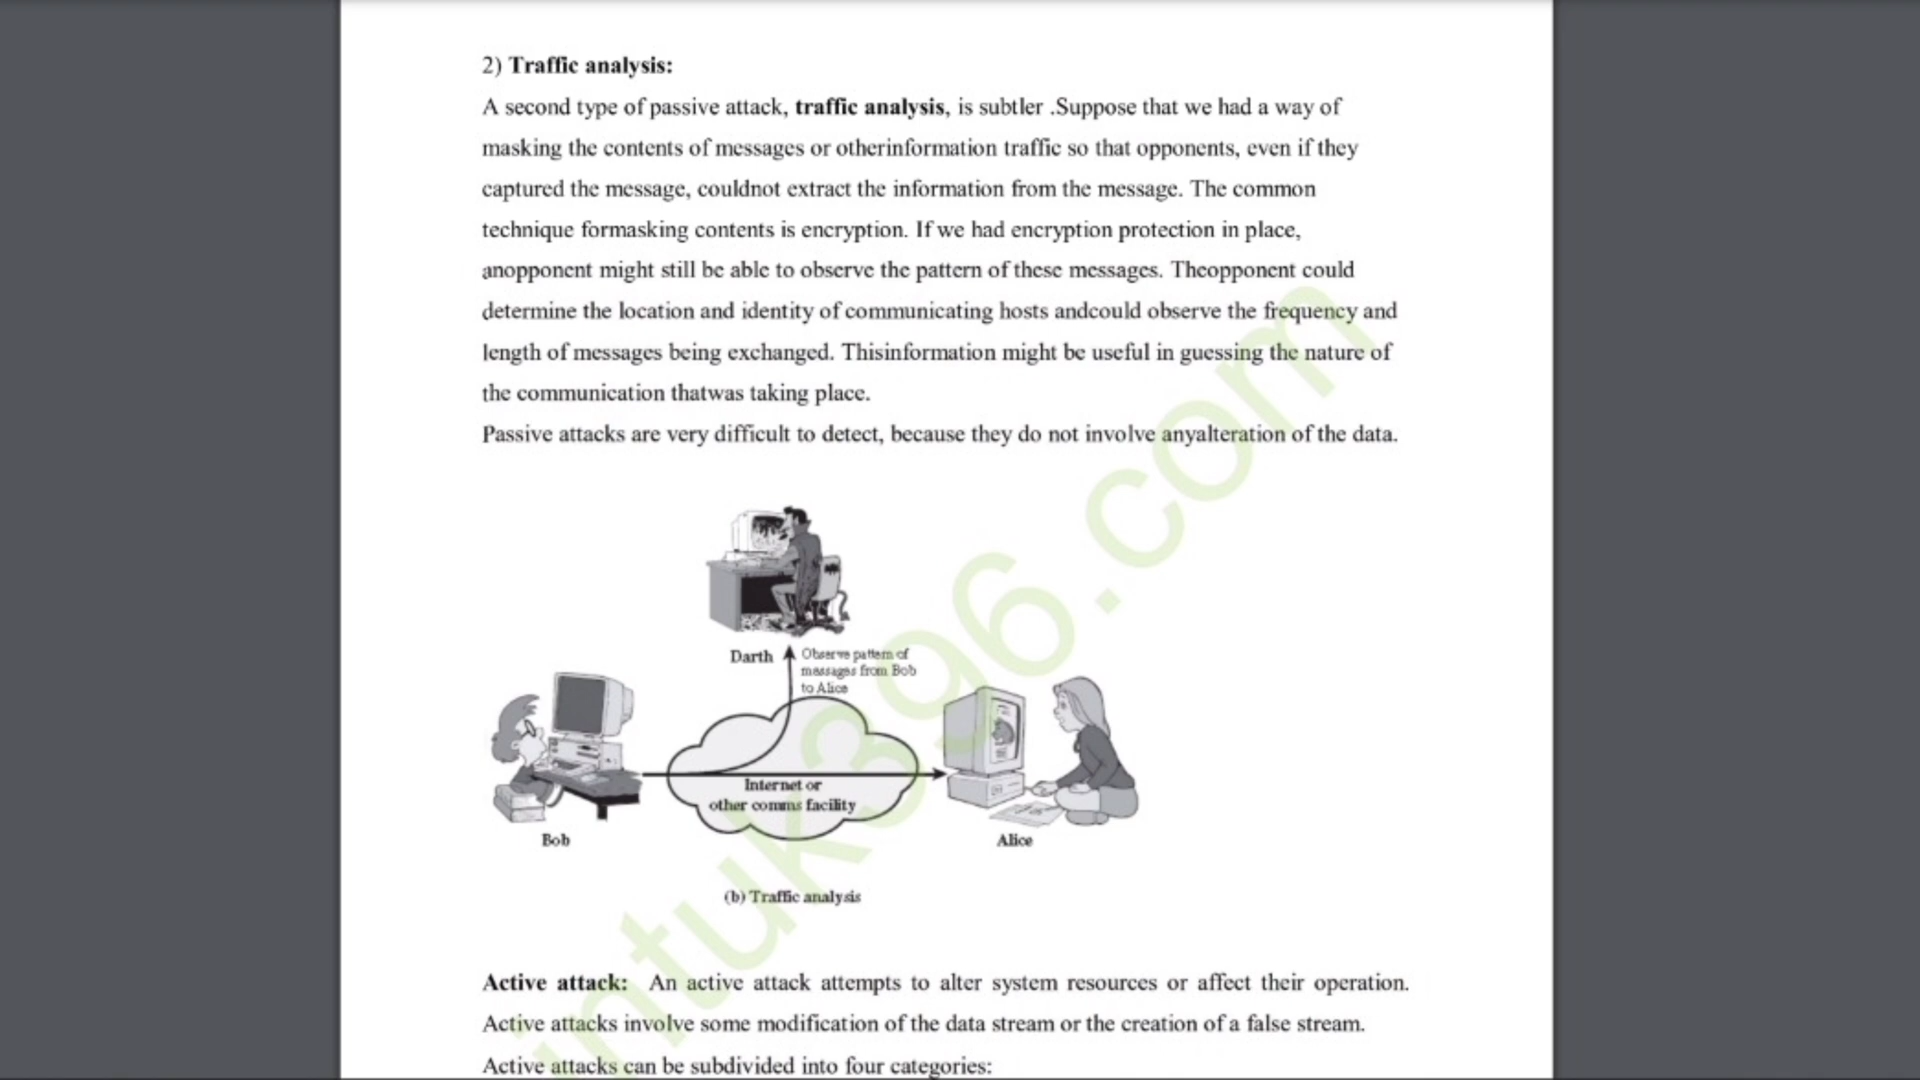 2) Traffic analysis:
A second type of passive attack, traffic analysis, is subtler .Suppose that we had a way of
masking the contents of messages or otherinformation traffic so that opponents, even if they
captured the message, couldnot extract the information from the message. The common
technique formasking contents is encryption. If we had encryption protection in place,
anopponent might still be able to observe the pattern of these messages. Theopponent could
determine the location and identity of communicating hosts andcould observe the frequency and
length of messages being exchanged. Thisinformation might be useful in guessing the nature of
the communication thatwas taking place.
Passive attacks are very difficult to detect, because they do not involve anyalteration of the data.
Darth
Observe pattern of
messages from Bob
to Alice
Internet or
other comms facility
Bob
Alice
(b) Traffic analysis
Active attack: An active attack attempts to alter system resources or affect their operation.
Active attacks involve some modification of the data stream or the creation of a false stream.
Active attacks can be subdivided into four categories:
jntuk396.com